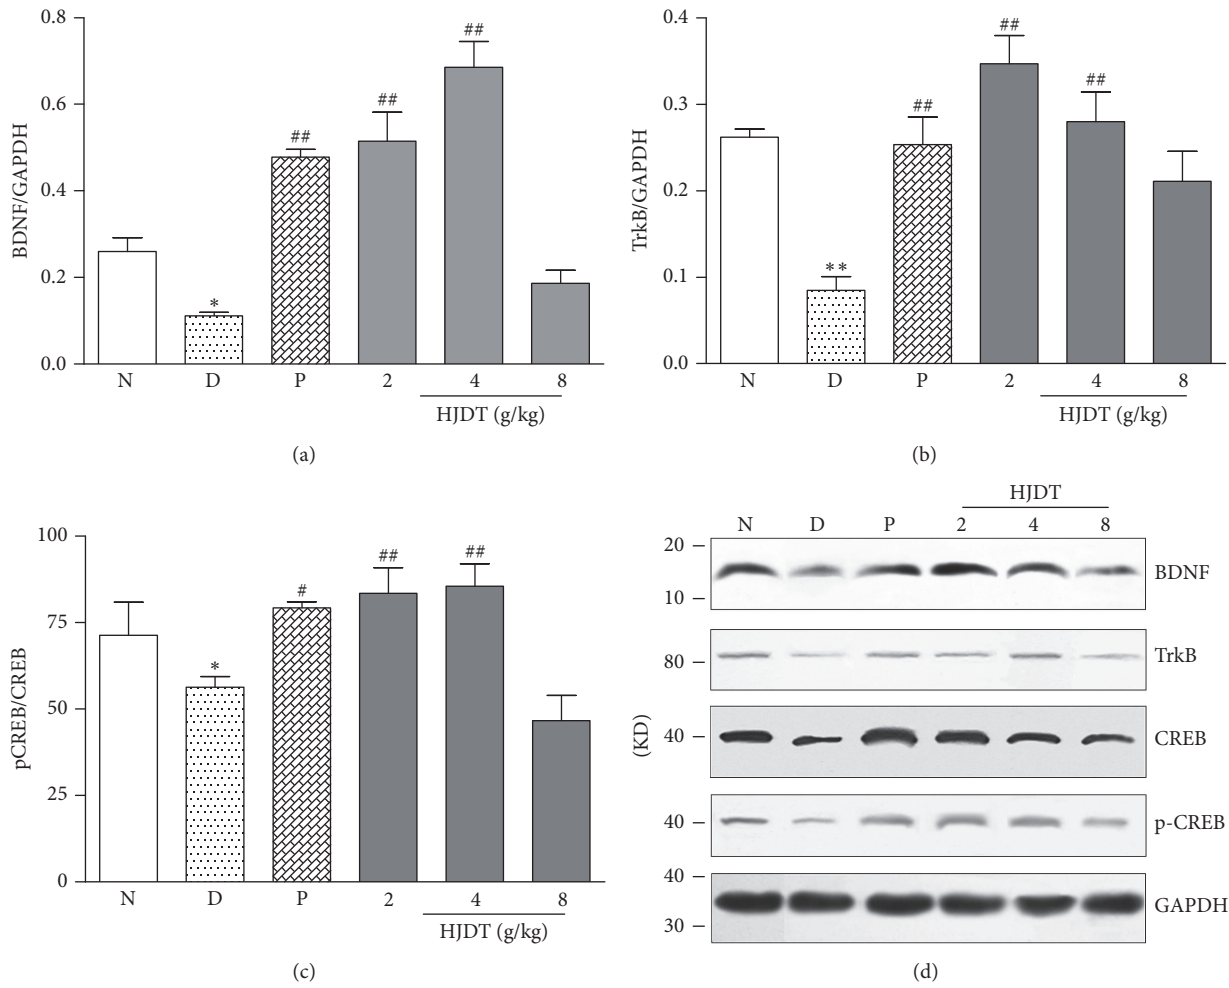 BDNF/GAPDH
0.8
0.6
0.4
0.2
0.0
*
##
##
##
N D P 2 4 8
HJDT (g/kg)
(a)
TrkB/GAPDH
0.4
0.3
0.2
0.1
0.0
**
##
##
##
N D P 2 4 8
HJDT (g/kg)
(b)
pCREB/CREB
100
75
50
25
0
*
#
##
##
N D P 2 4 8
HJDT (g/kg)
(c)
HJDT
N D P 2 4 8
(KD)
20
BDNF
10
80 TrkB
40 CREB
40 p-CREB
40
GAPDH
30
(d)